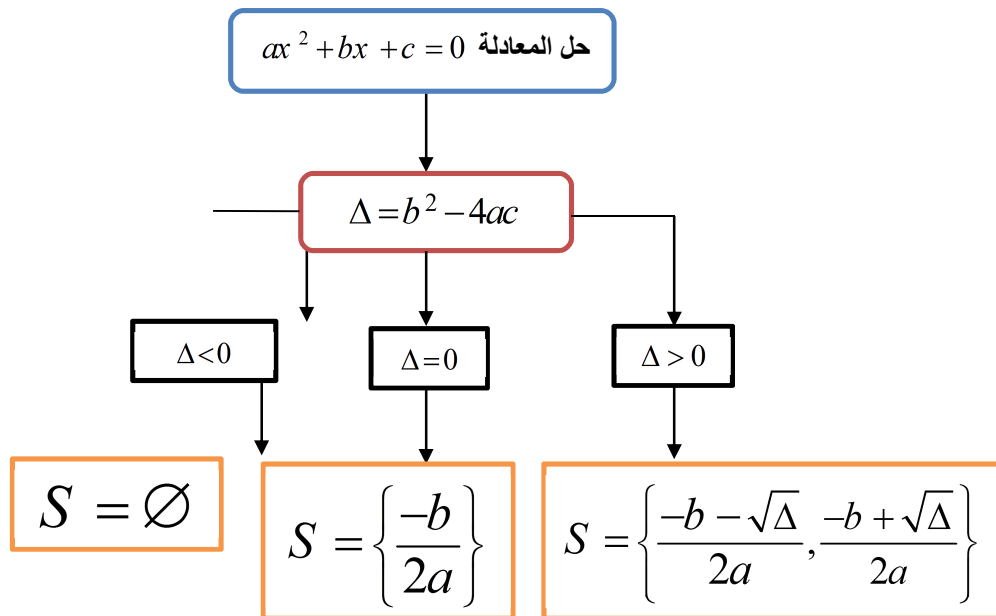 حل المعادلة ax² + bx + c = 0
Δ = b² − 4ac
Δ < 0
Δ = 0
Δ > 0
S = ∅
S = {−b / 2a}
S = {(−b − √Δ) / 2a , (−b + √Δ) / 2a}